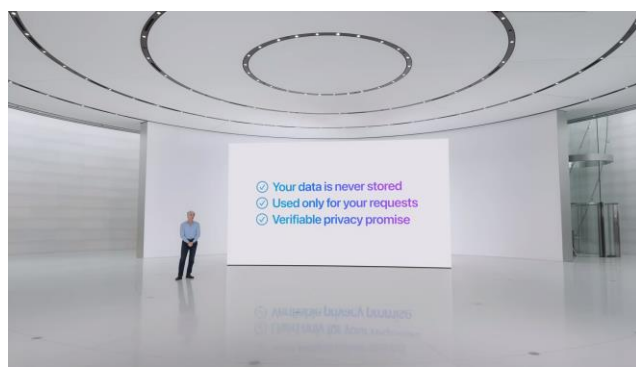 Your data is never stored
Used only for your requests
Verifiable privacy promise